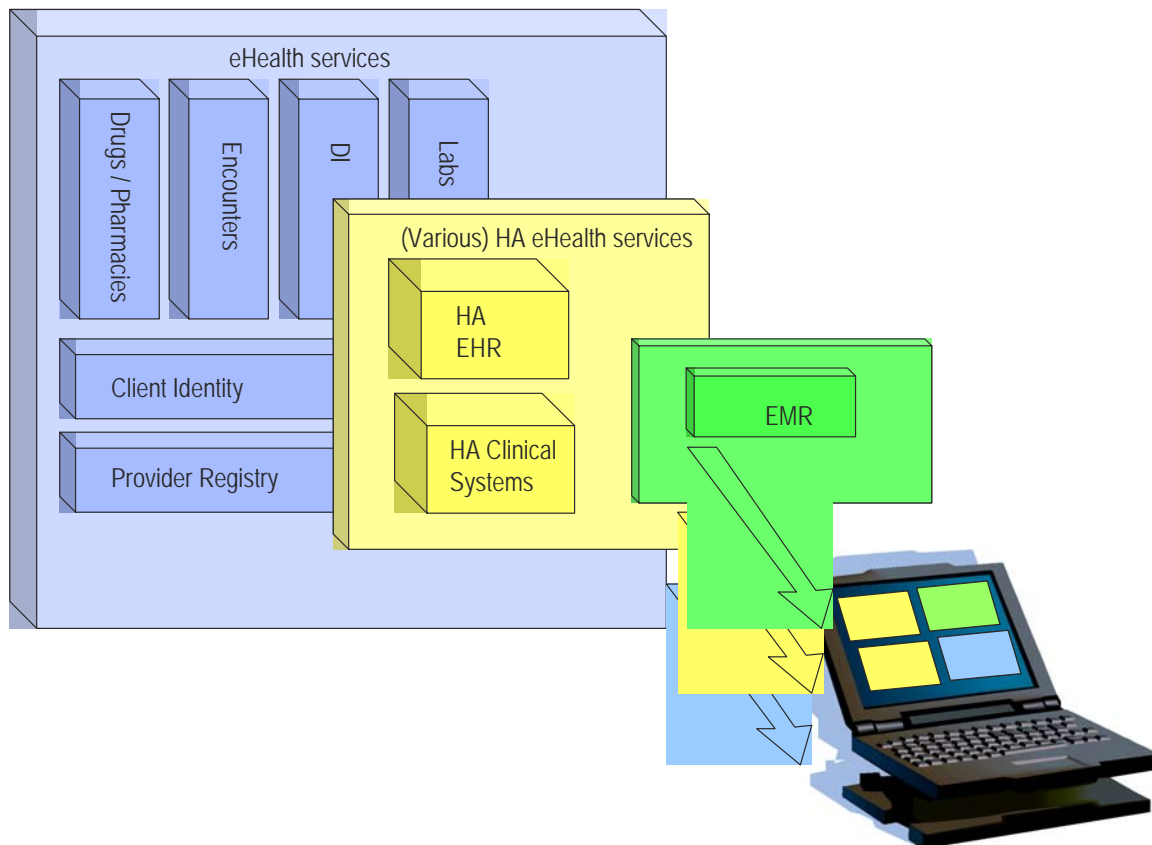 eHealth services
Drugs / Pharmacies
Encounters
DI
Labs
(Various) HA eHealth services
HA
EHR
EMR
Client Identity
HA Clinical
Systems
Provider Registry